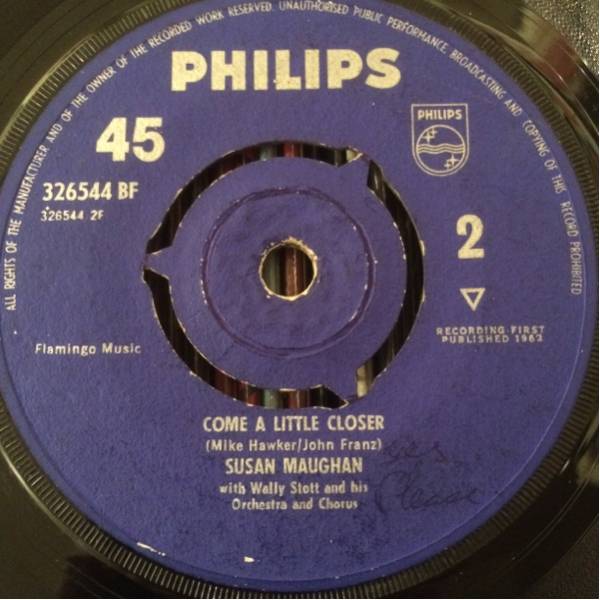 ALL RIGHTS OF THE MANUFACTURER AND OF THE OWNER OF THE RECORDED WORK RESERVED. UNAUTHORISED PUBLIC PERFORMANCE, BROADCASTING AND COPYING OF THIS RECORD PROHIBITED
PHILIPS
45
PHILIPS
326544 BF
326544 2F
2
Flamingo Music
RECORDING FIRST
PUBLISHED 1962
COME A LITTLE CLOSER
(Mike Hawker/John Franz)
SUSAN MAUGHAN
yes,
with Wally Stott and his
Please
Orchestra and Chorus